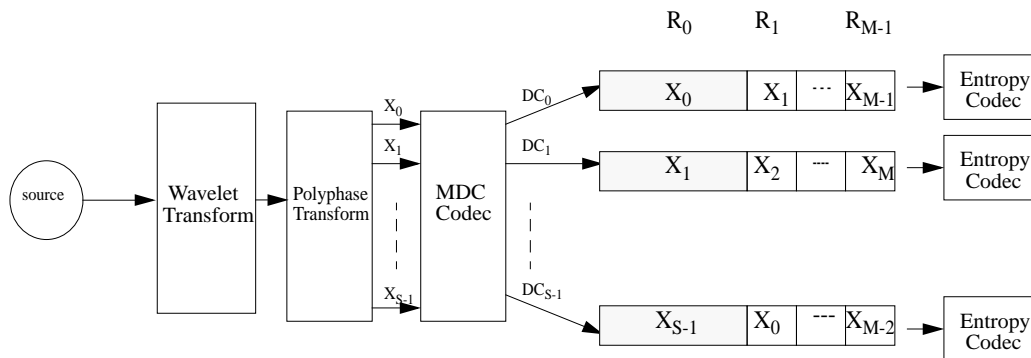 R0 R1 RM-1
X0 X1 --- XM-1 Entropy Codec
DC0
X0
X1
DC1
X1 X2 ---- XM Entropy Codec
source
Wavelet Transform
Polyphase Transform
MDC Codec
XS-1
DCS-1
XS-1 X0 --- XM-2 Entropy Codec